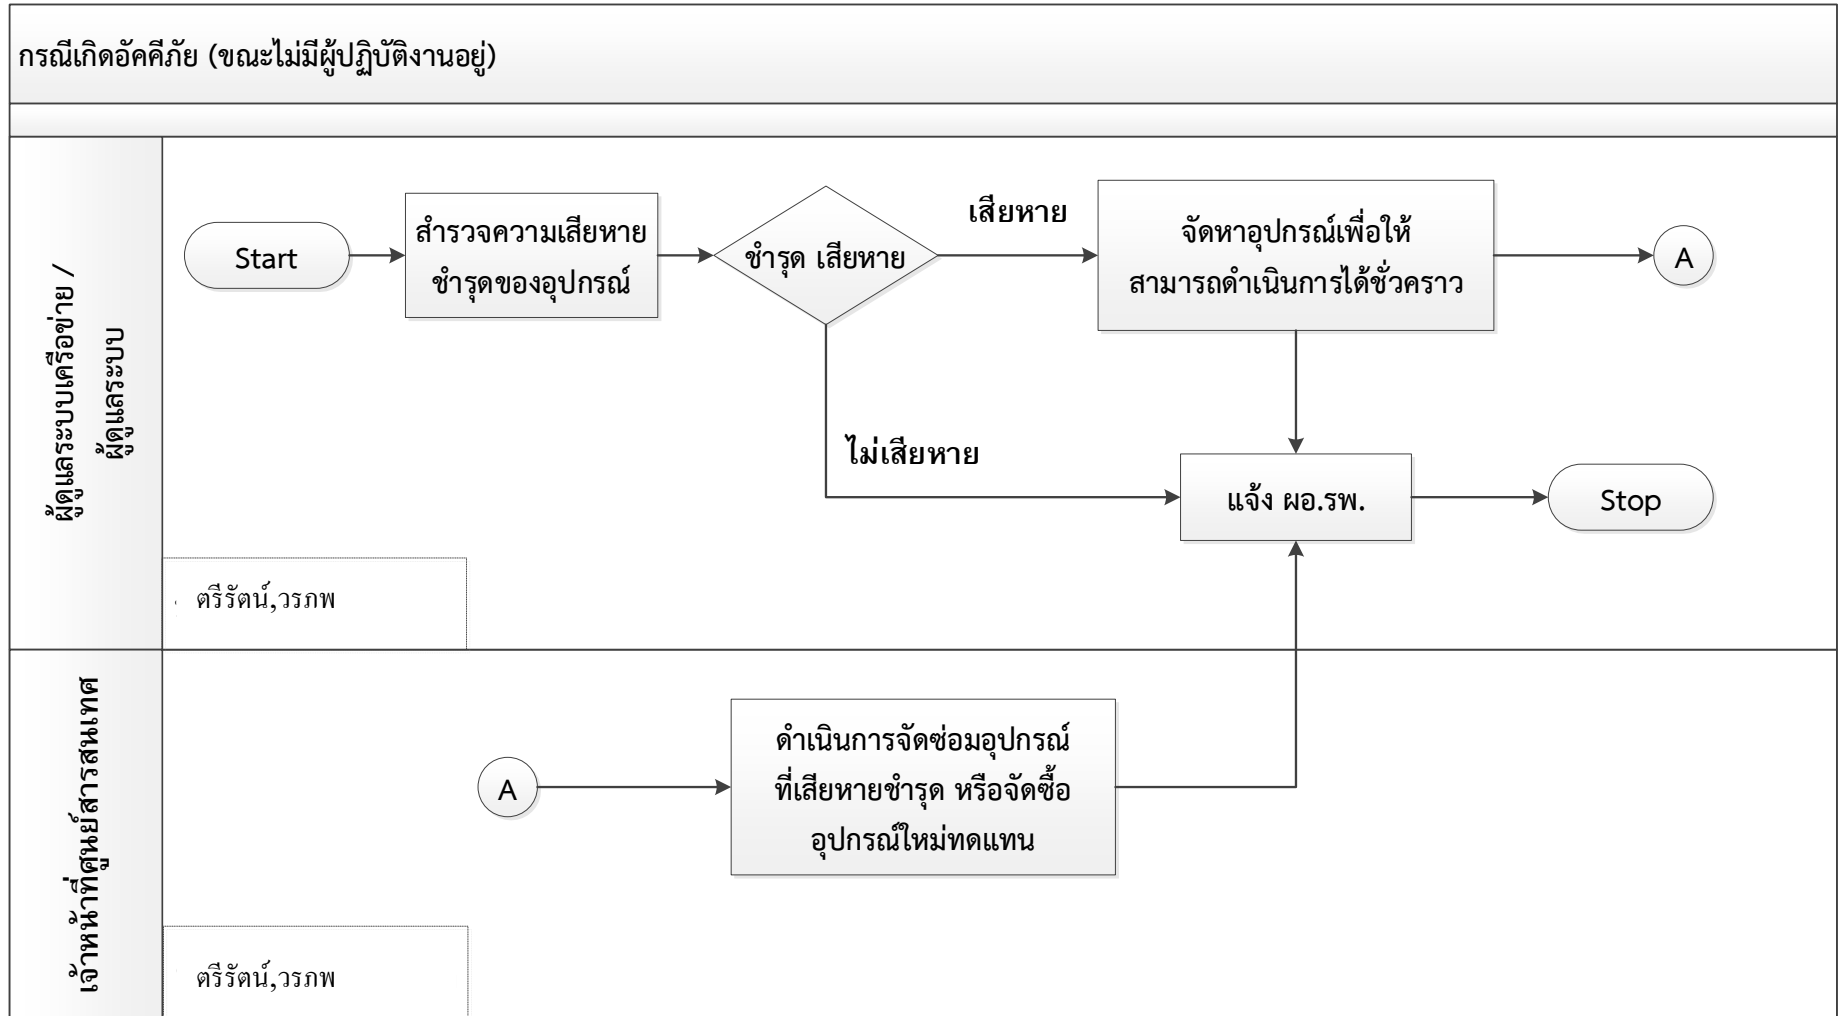 กรณีเกิดอัคคีภัย (ขณะไม่มีผู้ปฏิบัติงานอยู่)
ผู้ดูแลระบบเครือข่าย /
ผู้ดูแลระบบ
Start
สำรวจความเสียหาย
ชำรุดของอุปกรณ์
ชำรุด เสียหาย
เสียหาย
จัดหาอุปกรณ์เพื่อให้
สามารถดำเนินการได้ชั่วคราว
A
ไม่เสียหาย
แจ้ง ผอ.รพ.
Stop
ตรีรัตน์,วรภพ
เจ้าหน้าที่ศูนย์สารสนเทศ
A
ดำเนินการจัดซ่อมอุปกรณ์
ที่เสียหายชำรุด หรือจัดซื้อ
อุปกรณ์ใหม่ทดแทน
ตรีรัตน์,วรภพ